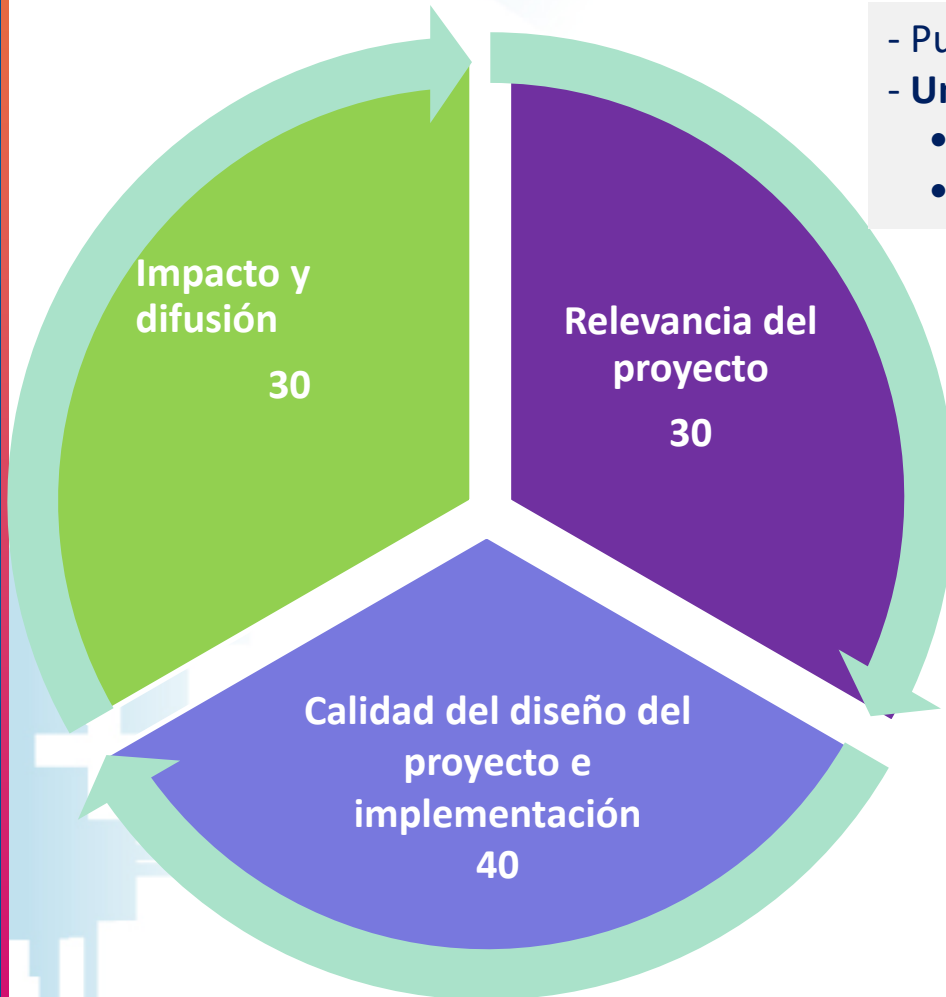 Impacto y
difusión
30
Relevancia del
proyecto
30
Calidad del diseño del
proyecto e
implementación
40